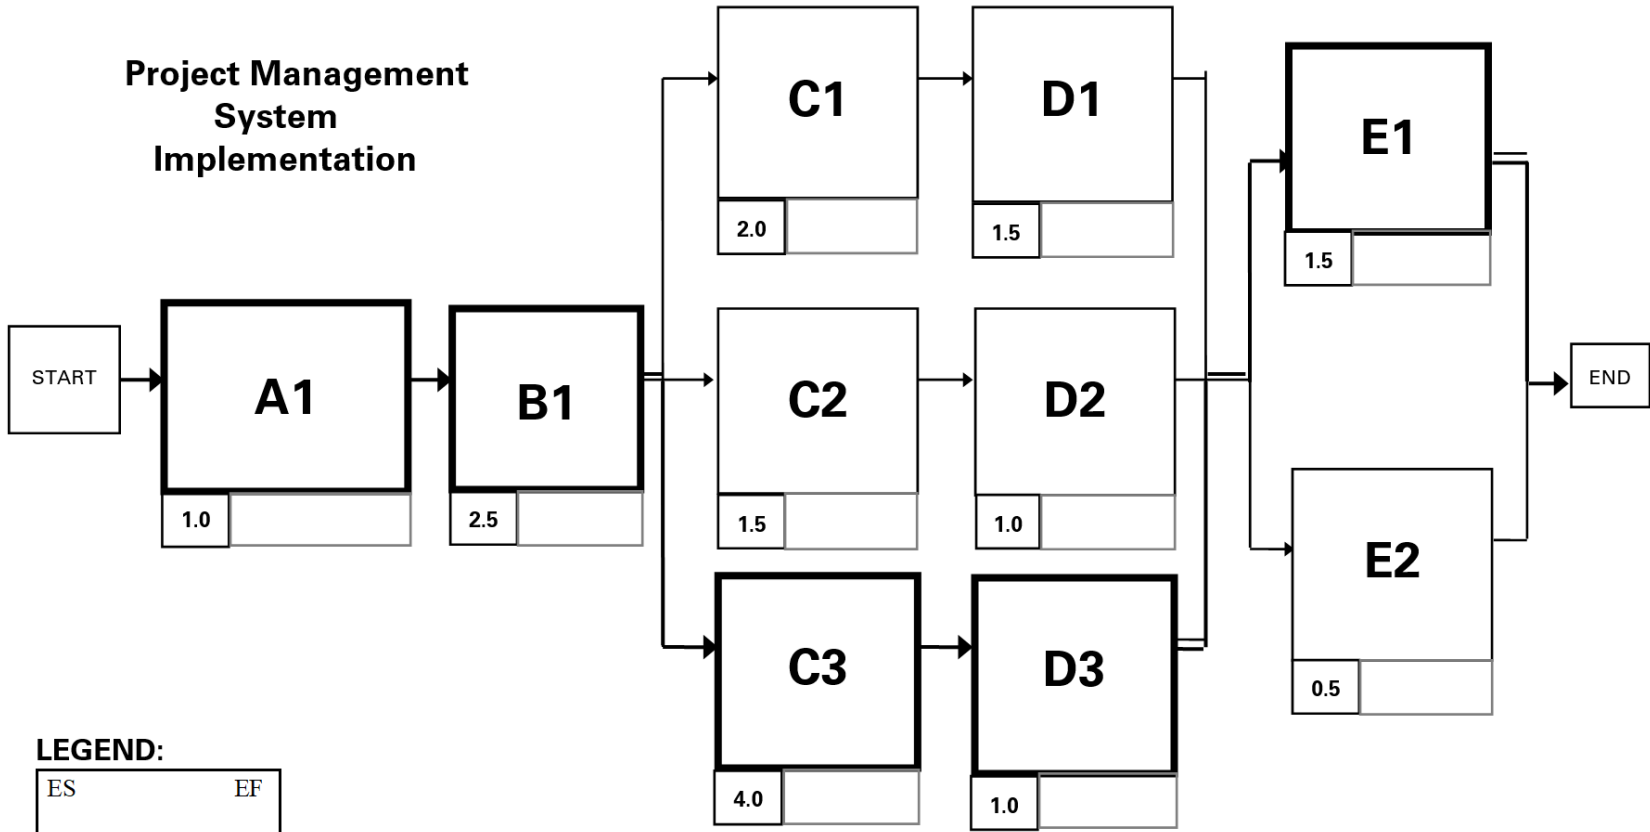 Project Management
System
Implementation
C1
2.0
D1
1.5
E1
1.5
START
A1
1.0
B1
2.5
C2
1.5
D2
1.0
END
C3
4.0
D3
1.0
E2
0.5
LEGEND:
ES EF